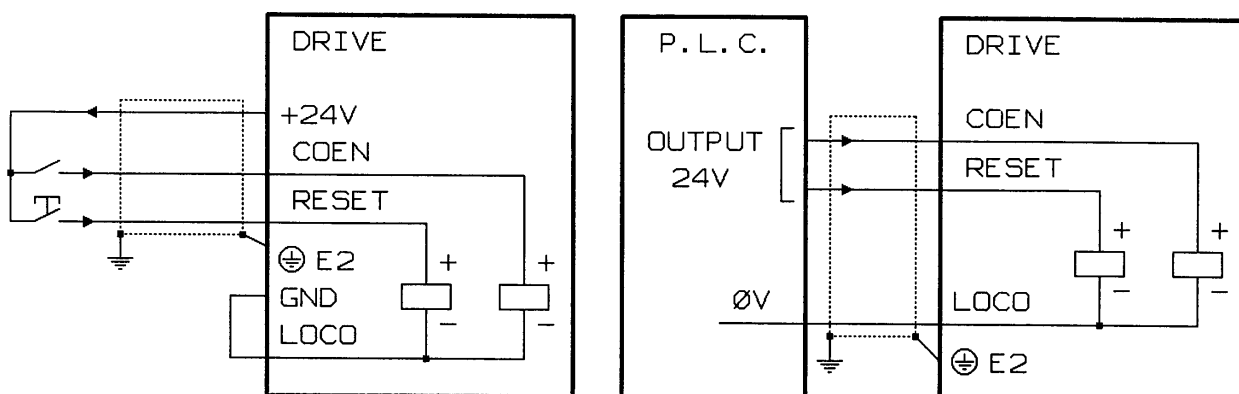 DRIVE
+24V
COEN
RESET
E2
GND
LOCO
+
+
-
-
P.L.C.
OUTPUT
24V
ØV
DRIVE
COEN
RESET
+
+
-
-
LOCO
E2